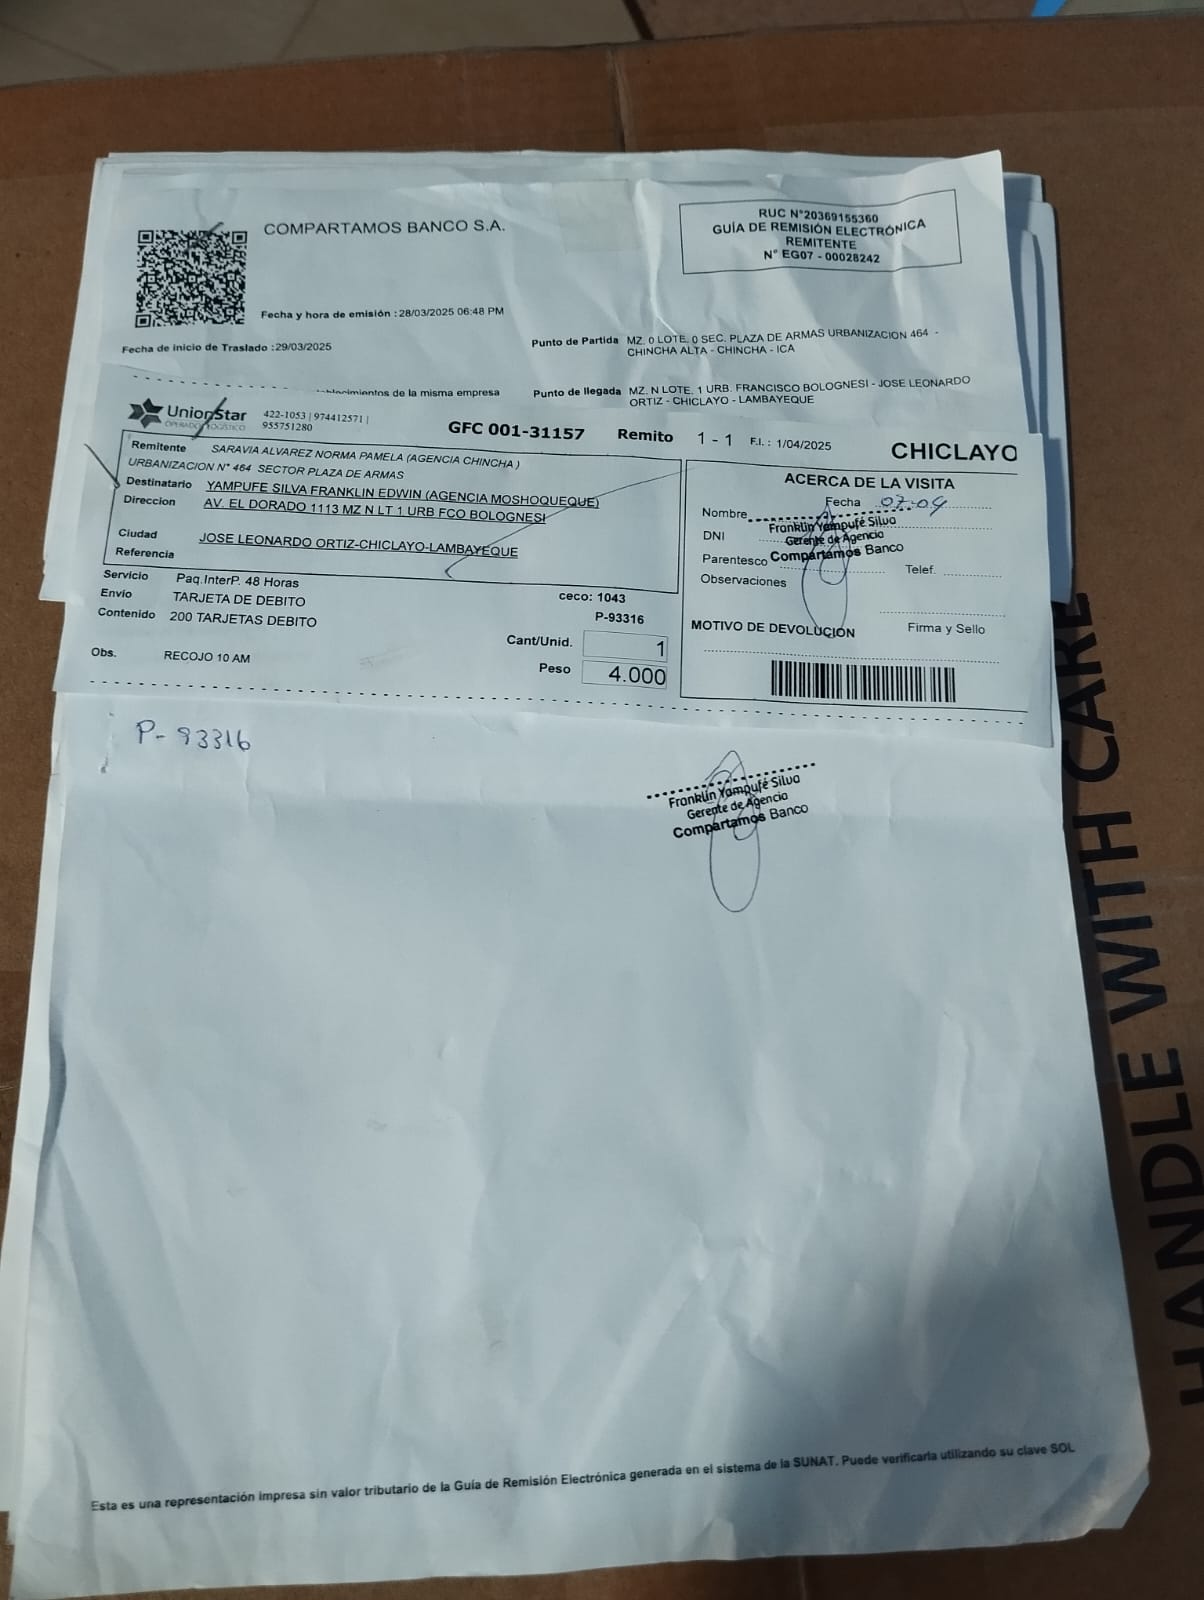 COMPARTAMOS BANCO S.A.
RUC N°20369155360
GUÍA DE REMISIÓN ELECTRÓNICA
REMITENTE
N° EG07 - 00028242
Fecha y hora de emisión : 28/03/2025 06:48 PM
Fecha de inicio de Traslado : 29/03/2025
Punto de Partida MZ. 0 LOTE. 0 SEC. PLAZA DE ARMAS URBANIZACION 464 -
CHINCHA ALTA - CHINCHA - ICA
de la misma empresa
Punto de llegada MZ. N LOTE. 1 URB. FRANCISCO BOLOGNESI - JOSE LEONARDO
ORTIZ - CHICLAYO - LAMBAYEQUE
UnionStar
OPERADOR LOGÍSTICO
422-1053 | 974412571 |
955751280
GFC 001-31157 Remito 1 - 1 F.I. : 1/04/2025 CHICLAYO
Remitente SARAVIA ALVAREZ NORMA PAMELA (AGENCIA CHINCHA )
URBANIZACION N° 464 SECTOR PLAZA DE ARMAS
Destinatario YAMPUFE SILVA FRANKLIN EDWIN (AGENCIA MOSHOQUEQUE)
Direccion AV. EL DORADO 1113 MZ N LT 1 URB FCO BOLOGNESI
Ciudad JOSE LEONARDO ORTIZ-CHICLAYO-LAMBAYEQUE
Referencia
Servicio Paq.InterP. 48 Horas
Envío TARJETA DE DEBITO
Contenido 200 TARJETAS DEBITO
ceco: 1043
P-93316
Cant/Unid. 1
Peso 4.000
Obs. RECOJO 10 AM
ACERCA DE LA VISITA
Fecha 07-04
Nombre
DNI
Parentesco
Franklin Yampufé Silva
Gerente de Agencia
Compartamos Banco
Telef.
Observaciones
MOTIVO DE DEVOLUCIÓN
Firma y Sello
P- 93316
Franklin Yampufé Silva
Gerente de Agencia
Compartamos Banco
Esta es una representación impresa sin valor tributario de la Guía de Remisión Electrónica generada en el sistema de la SUNAT. Puede verificarla utilizando su clave SOL
HANDLE WITH CARE